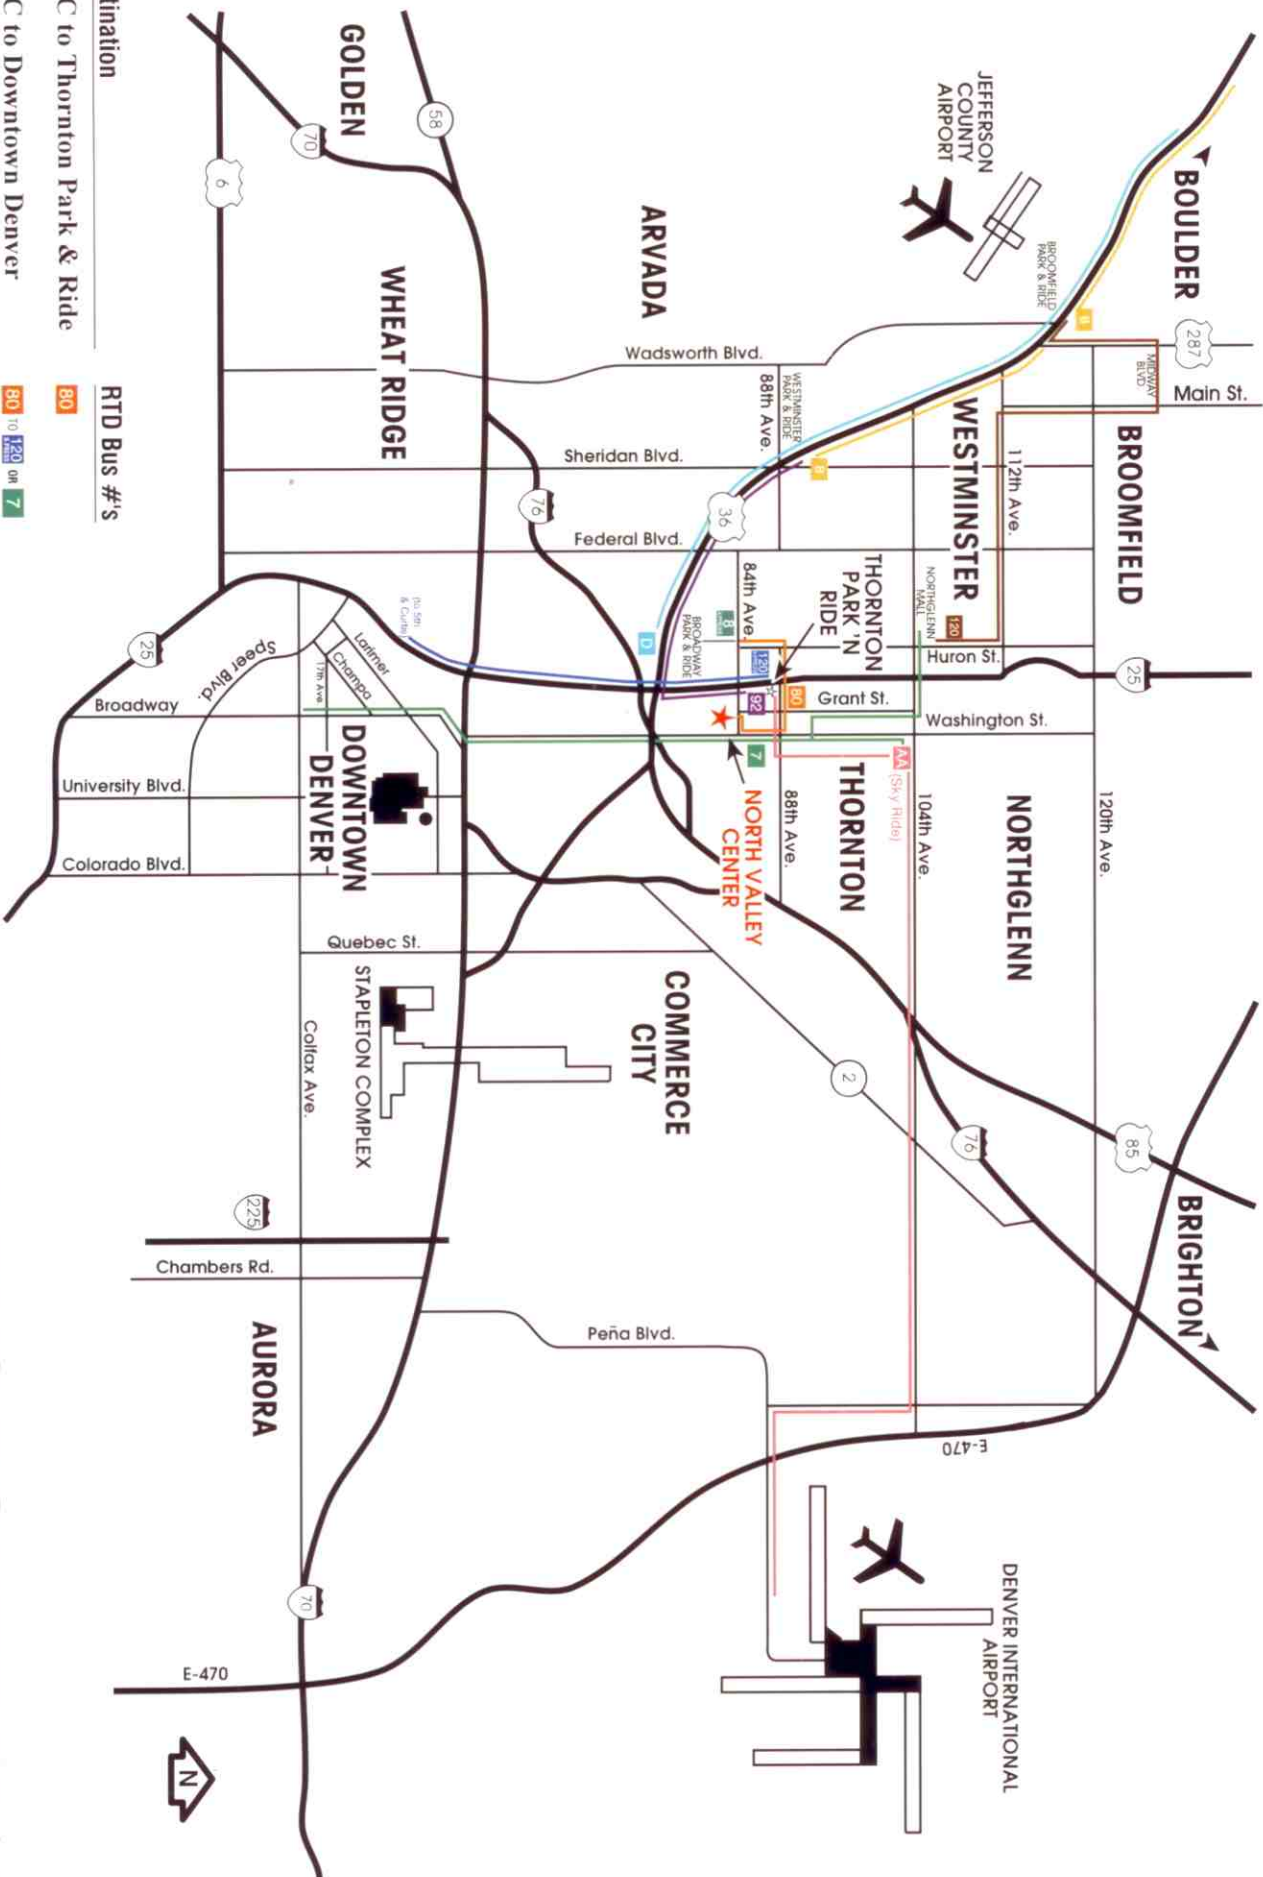 BOULDER
287
MIDWAY
BLVD.
Main St.
BROOMFIELD
120th Ave.
BRIGHTON
JEFFERSON
COUNTY
AIRPORT
BROOMFIELD
PARK & RIDE
B
WESTMINSTER
112th Ave.
NORTHGLENN
MALL
120
Huron St.
25
Washington St.
NORTHGLENN
104th Ave.
85
76
E-470
DENVER INTERNATIONAL
AIRPORT
ARVADA
Wadsworth Blvd.
88th Ave.
WESTMINSTER
PARK & RIDE
B
Sheridan Blvd.
36
Federal Blvd.
84th Ave.
THORNTON
PARK 'N
RIDE
8
BROADWAY
PARK & RIDE
D
120
80
92
Grant St.
7
AA
(Sky Ride)
THORNTON
88th Ave.
NORTH VALLEY
CENTER
2
COMMERCE
CITY
Peña Blvd.
GOLDEN
58
70
6
WHEAT RIDGE
76
(to 5th
& Curtis)
Larimer
Champa
17th Ave.
Speer Blvd.
25
Broadway
DOWNTOWN
DENVER
University Blvd.
Colorado Blvd.
Quebec St.
STAPLETON COMPLEX
Colfax Ave.
225
Chambers Rd.
AURORA
70
E-470
N
tination
RTD Bus #'s
C to Thornton Park & Ride
80
C to Downtown Denver
80 TO 120 OR 7